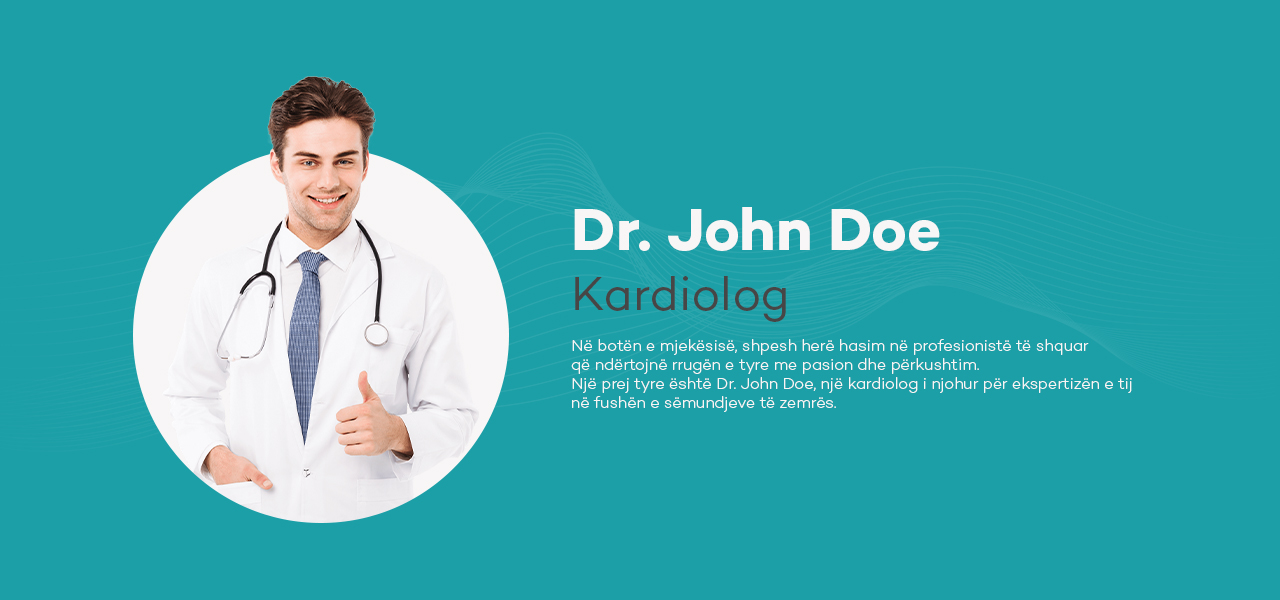 Dr. John Doe
Kardiolog
Në botën e mjekësisë, shpesh herë hasim në profesionistë të shquar
që ndërtojnë rrugën e tyre me pasion dhe përkushtim.
Një prej tyre është Dr. John Doe, një kardiolog i njohur për ekspertizën e tij
në fushën e sëmundjeve të zemrës.